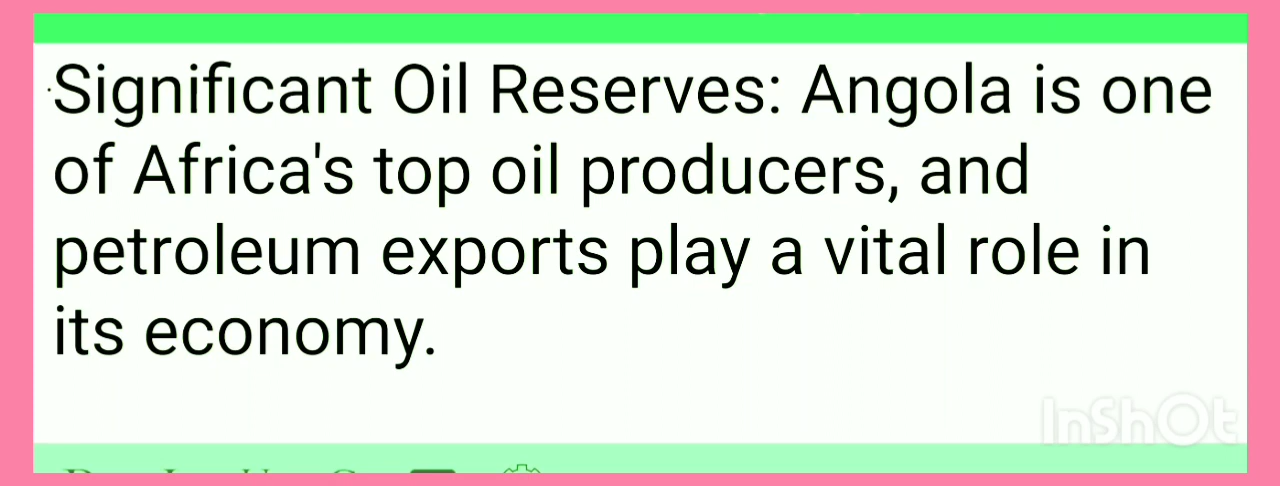 Significant Oil Reserves: Angola is one
of Africa's top oil producers, and
petroleum exports play a vital role in
its economy.
InShOt